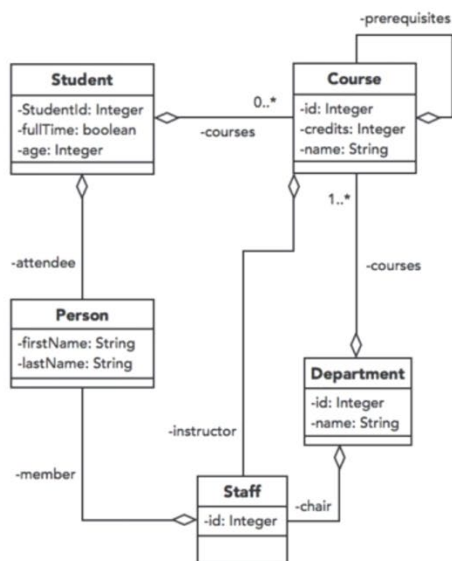 -prerequisites
Student
-StudentId: Integer
-fullTime: boolean
-age: Integer
0..*
-courses
Course
-id: Integer
-credits: Integer
-name: String
1..*
-attendee
-courses
Person
-firstName: String
-lastName: String
Department
-id: Integer
-name: String
-instructor
-member
Staff
-id: Integer
-chair